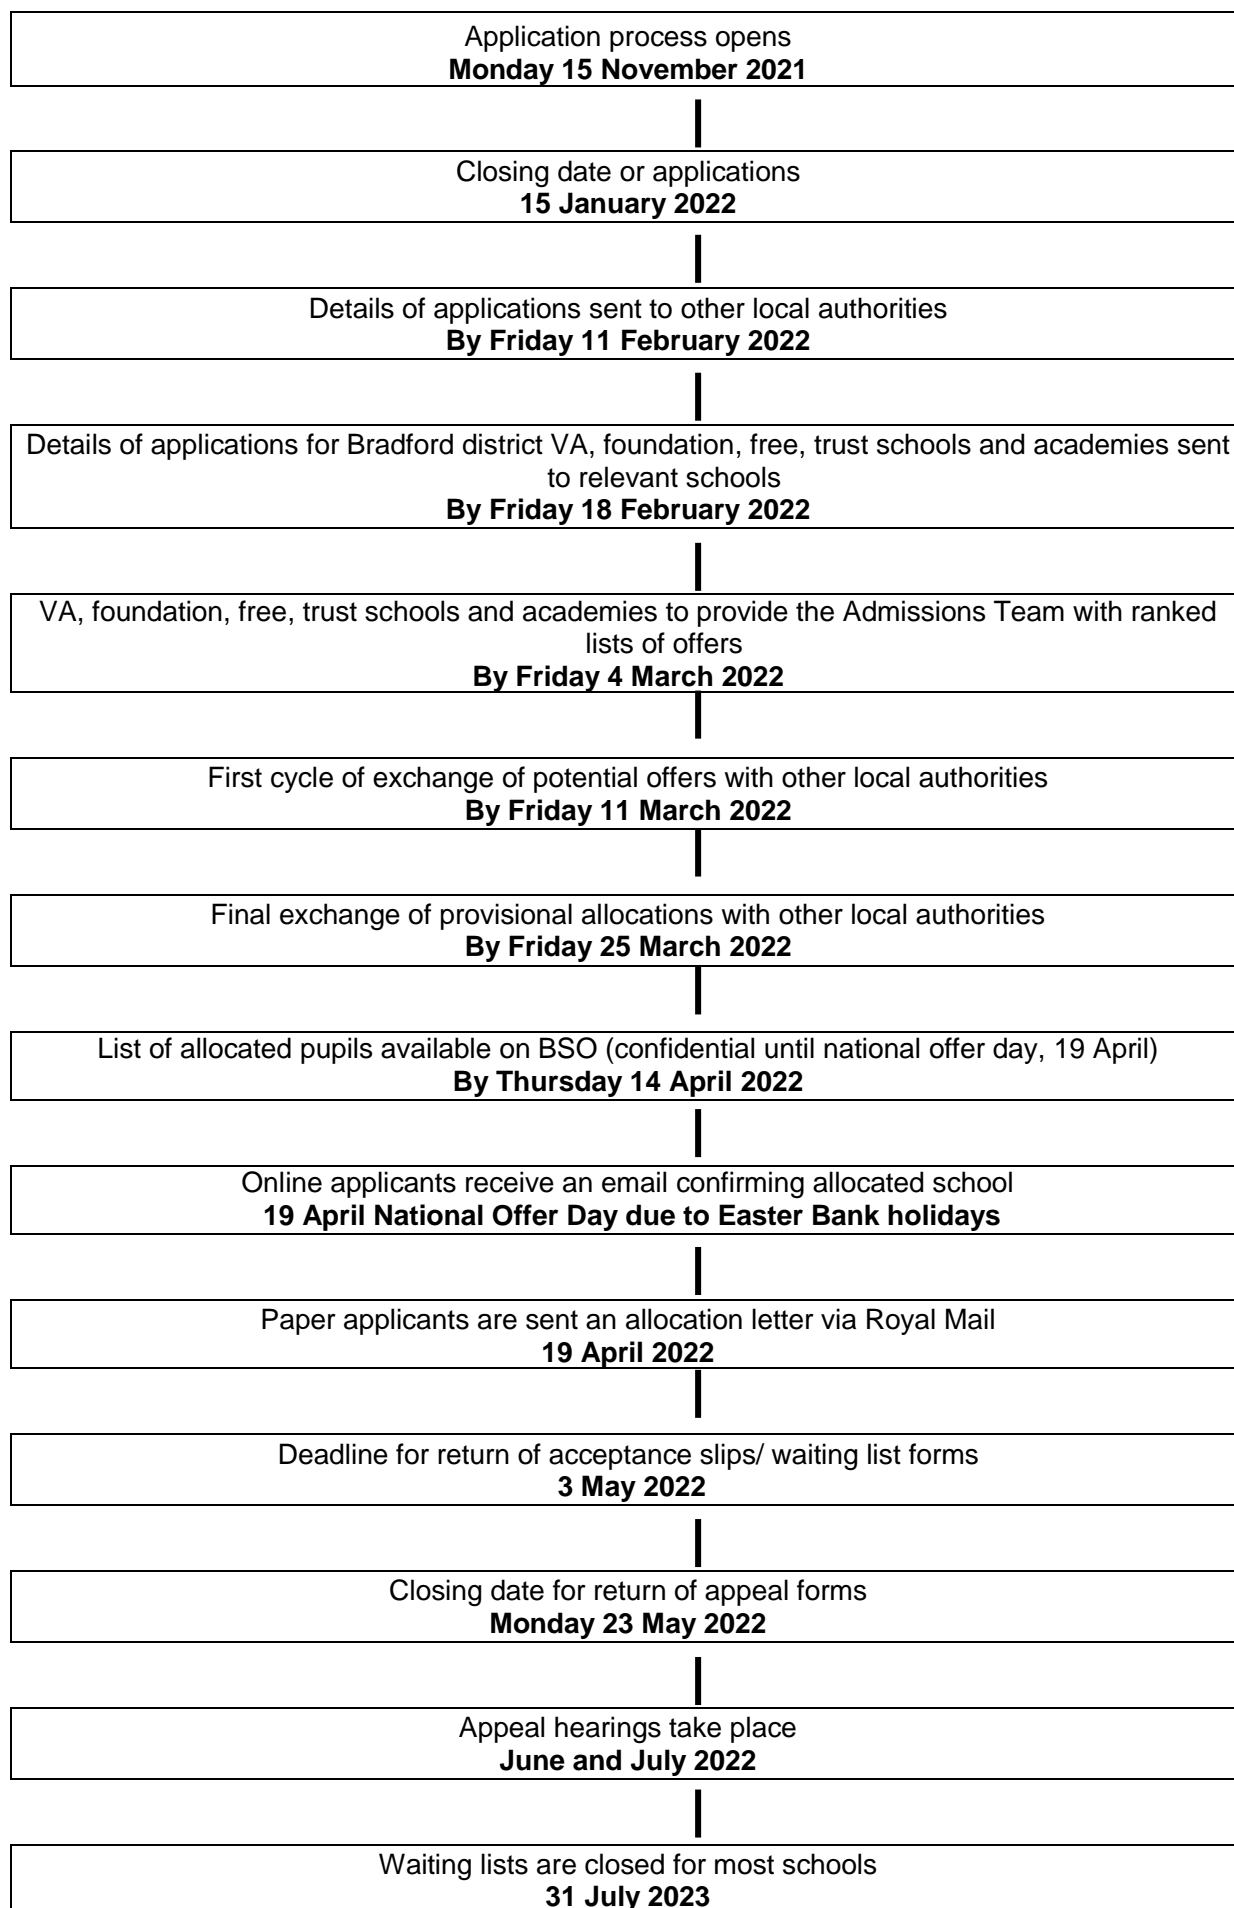 Application process opens
Monday 15 November 2021
Closing date or applications
15 January 2022
Details of applications sent to other local authorities
By Friday 11 February 2022
Details of applications for Bradford district VA, foundation, free, trust schools and academies sent
to relevant schools
By Friday 18 February 2022
VA, foundation, free, trust schools and academies to provide the Admissions Team with ranked
lists of offers
By Friday 4 March 2022
First cycle of exchange of potential offers with other local authorities
By Friday 11 March 2022
Final exchange of provisional allocations with other local authorities
By Friday 25 March 2022
List of allocated pupils available on BSO (confidential until national offer day, 19 April)
By Thursday 14 April 2022
Online applicants receive an email confirming allocated school
19 April National Offer Day due to Easter Bank holidays
Paper applicants are sent an allocation letter via Royal Mail
19 April 2022
Deadline for return of acceptance slips/ waiting list forms
3 May 2022
Closing date for return of appeal forms
Monday 23 May 2022
Appeal hearings take place
June and July 2022
Waiting lists are closed for most schools
31 July 2023